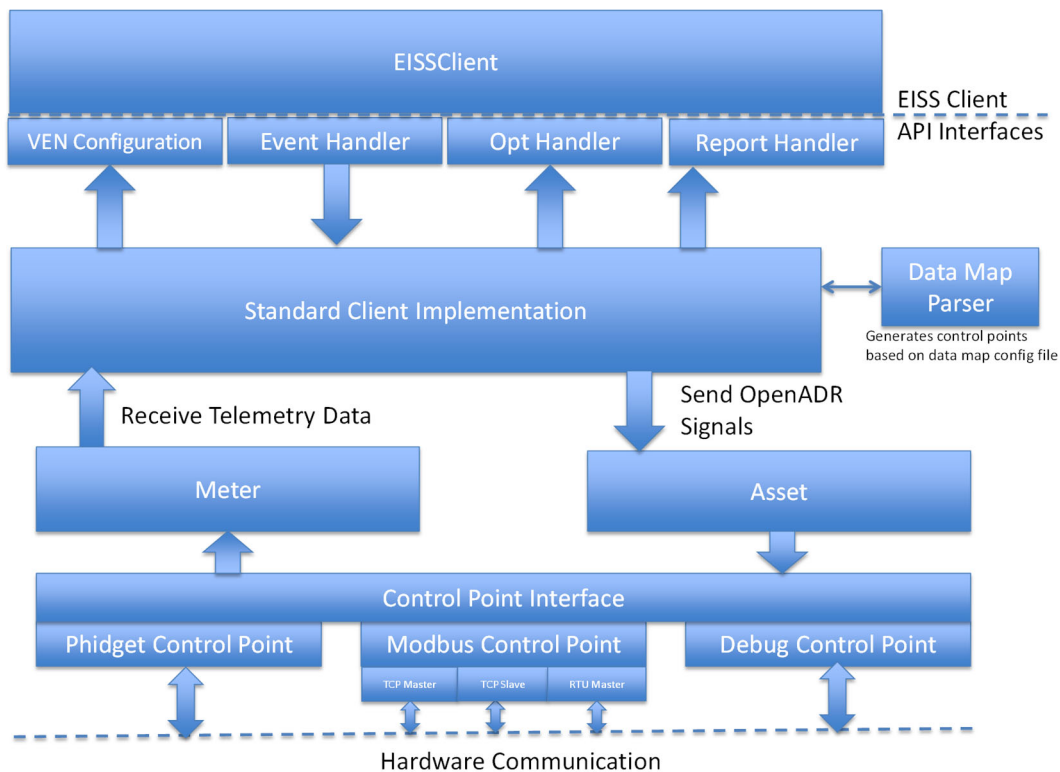 EISSClient
EISS Client
API Interfaces
VEN Configuration
Event Handler
Opt Handler
Report Handler
Standard Client Implementation
Data Map
Parser
Generates control points
based on data map config file
Receive Telemetry Data
Send OpenADR
Signals
Meter
Asset
Control Point Interface
Phidget Control Point
Modbus Control Point
Debug Control Point
TCP Master
TCP Slave
RTU Master
Hardware Communication